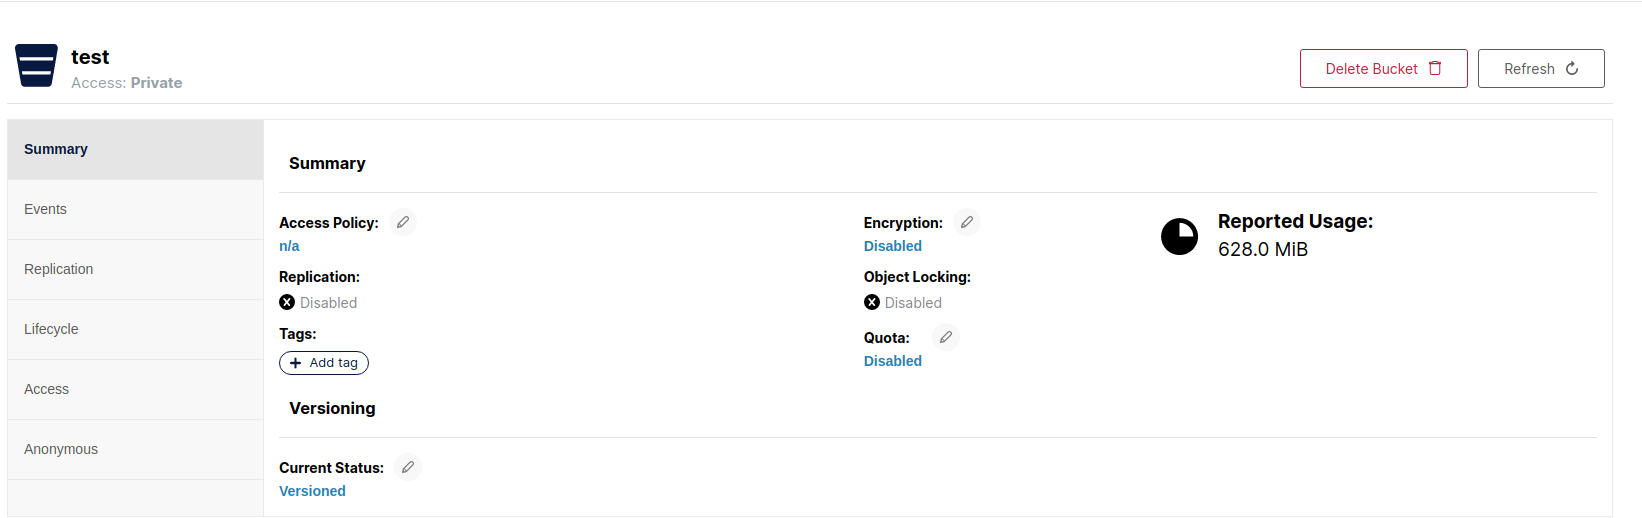 test
Access: Private
Delete Bucket
Refresh
Summary
Events
Replication
Lifecycle
Access
Anonymous
Summary
Access Policy:
n/a
Replication:
Disabled
Tags:
+ Add tag
Encryption:
Disabled
Object Locking:
Disabled
Quota:
Disabled
Reported Usage:
628.0 MiB
Versioning
Current Status:
Versioned